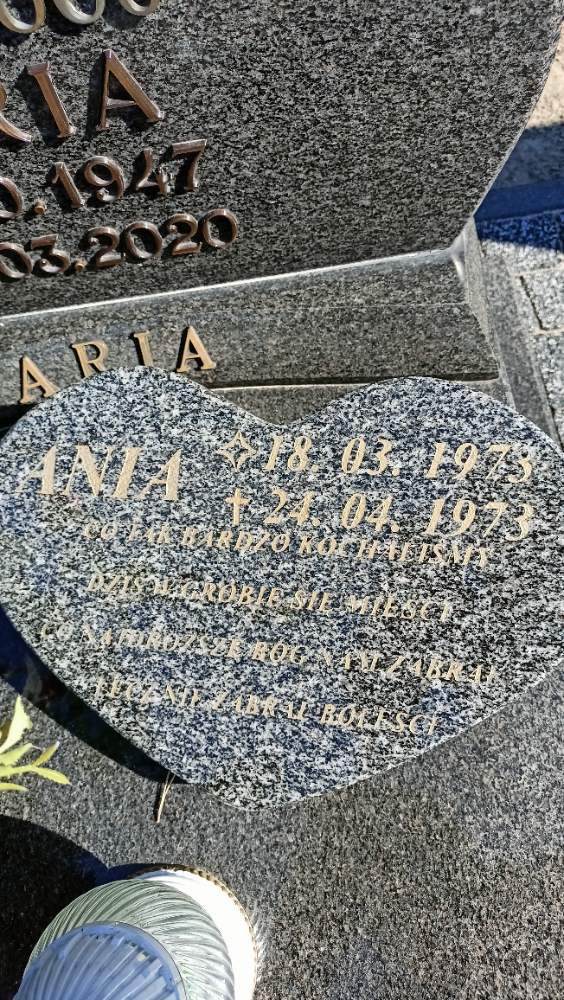 RIA
0.1947
03.2020
ARIA
ANIA 18. 03. 1973
24. 04. 1973
CO TAK BARDZO KOCHALIŚMY
DZIŚ W GROBIE SIĘ MIEŚCI
CO NAJDROŻSZE BÓG NAM ZABRAŁ
LECZ NIE ZABRAŁ BOLEŚCI